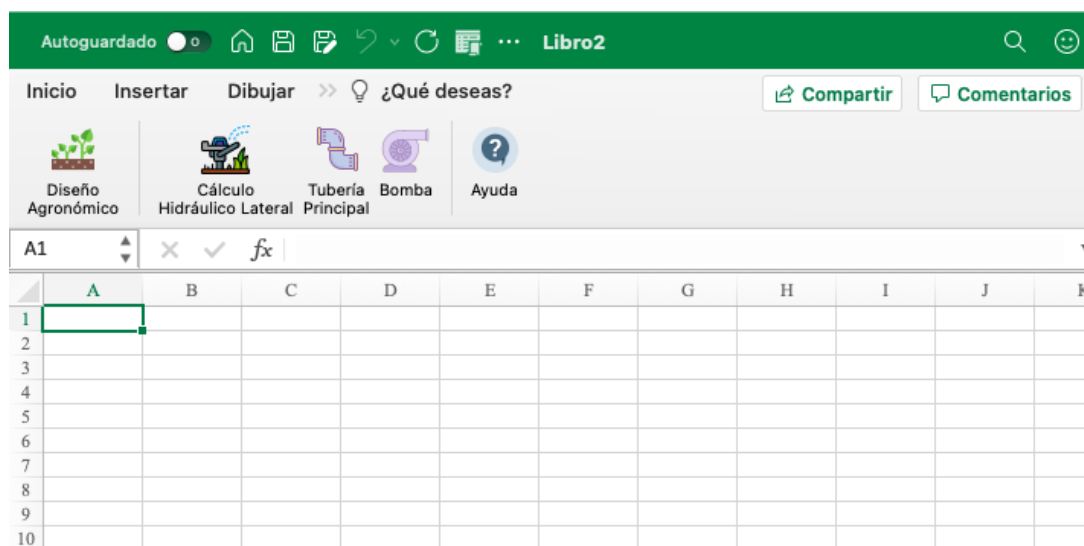 Autoguardado Libro2
Inicio Insertar Dibujar >> ¿Qué deseas? Compartir Comentarios
Diseño Agronómico
Cálculo Hidráulico Lateral
Tubería Principal
Bomba
Ayuda
A1 fx
A B C D E F G H I J
1
2
3
4
5
6
7
8
9
10